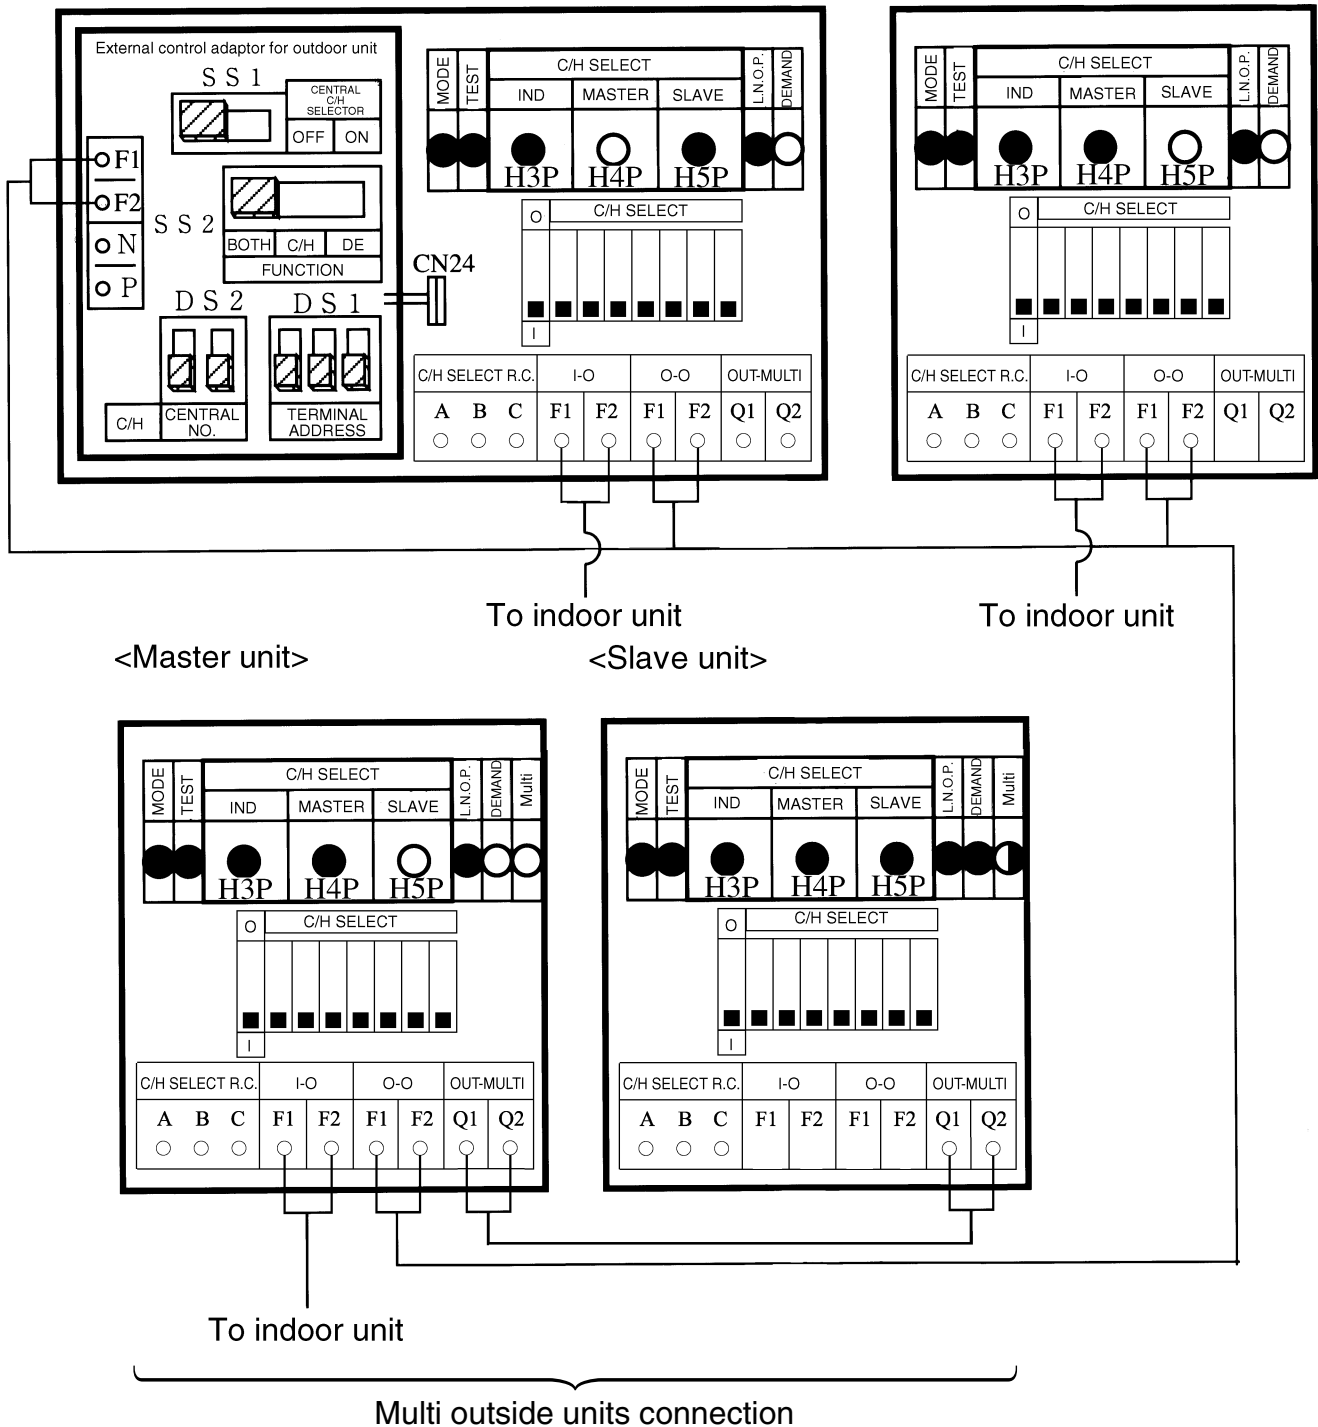 External control adaptor for outdoor unit
S S 1
CENTRAL
C/H
SELECTOR
OFF ON
F1
F2
N
P
S S 2
BOTH C/H DE
FUNCTION
CN24
D S 2 D S 1
C/H
CENTRAL
NO.
TERMINAL
ADDRESS
MODE TEST C/H SELECT L.N.O.P. DEMAND
IND MASTER SLAVE
H3P H4P H5P
O C/H SELECT
I
C/H SELECT R.C. I-O O-O OUT-MULTI
A B C F1 F2 F1 F2 Q1 Q2
MODE TEST C/H SELECT L.N.O.P. DEMAND
IND MASTER SLAVE
H3P H4P H5P
O C/H SELECT
I
C/H SELECT R.C. I-O O-O OUT-MULTI
A B C F1 F2 F1 F2 Q1 Q2
To indoor unit
To indoor unit
<Master unit>
<Slave unit>
MODE TEST C/H SELECT L.N.O.P. DEMAND Multi
IND MASTER SLAVE
H3P H4P H5P
O C/H SELECT
I
C/H SELECT R.C. I-O O-O OUT-MULTI
A B C F1 F2 F1 F2 Q1 Q2
MODE TEST C/H SELECT L.N.O.P. DEMAND Multi
IND MASTER SLAVE
H3P H4P H5P
O C/H SELECT
I
C/H SELECT R.C. I-O O-O OUT-MULTI
A B C F1 F2 F1 F2 Q1 Q2
To indoor unit
Multi outside units connection